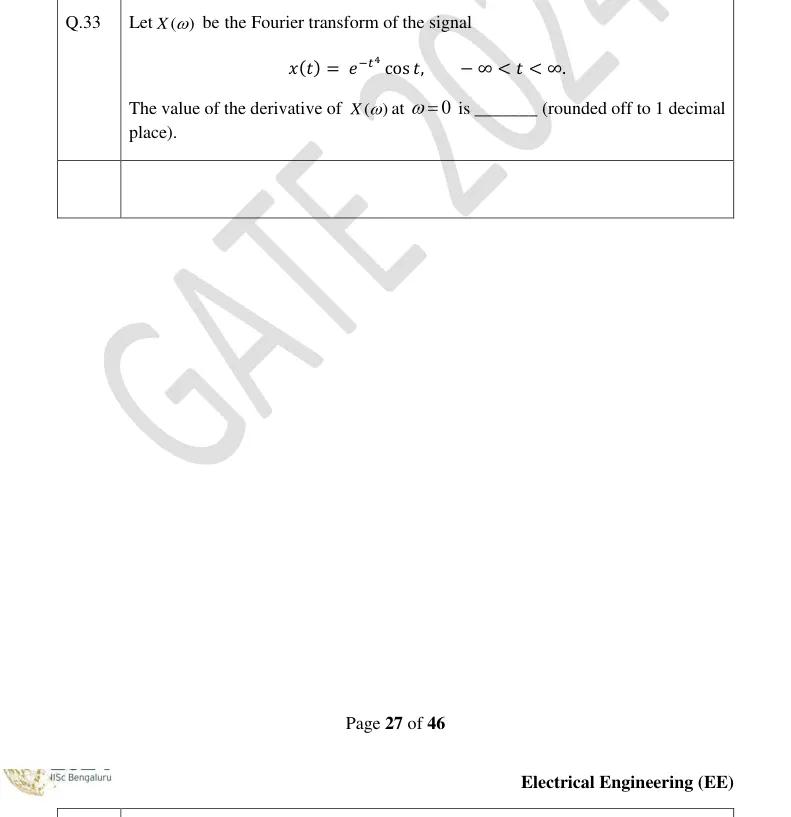 Q.33 Let X(ω) be the Fourier transform of the signal
x(t) = e^{−t^4} cos t, − ∞ < t < ∞.
The value of the derivative of X(ω) at ω=0 is _______ (rounded off to 1 decimal
place).
GATE 2024
Page 27 of 46
IISc Bengaluru
Electrical Engineering (EE)